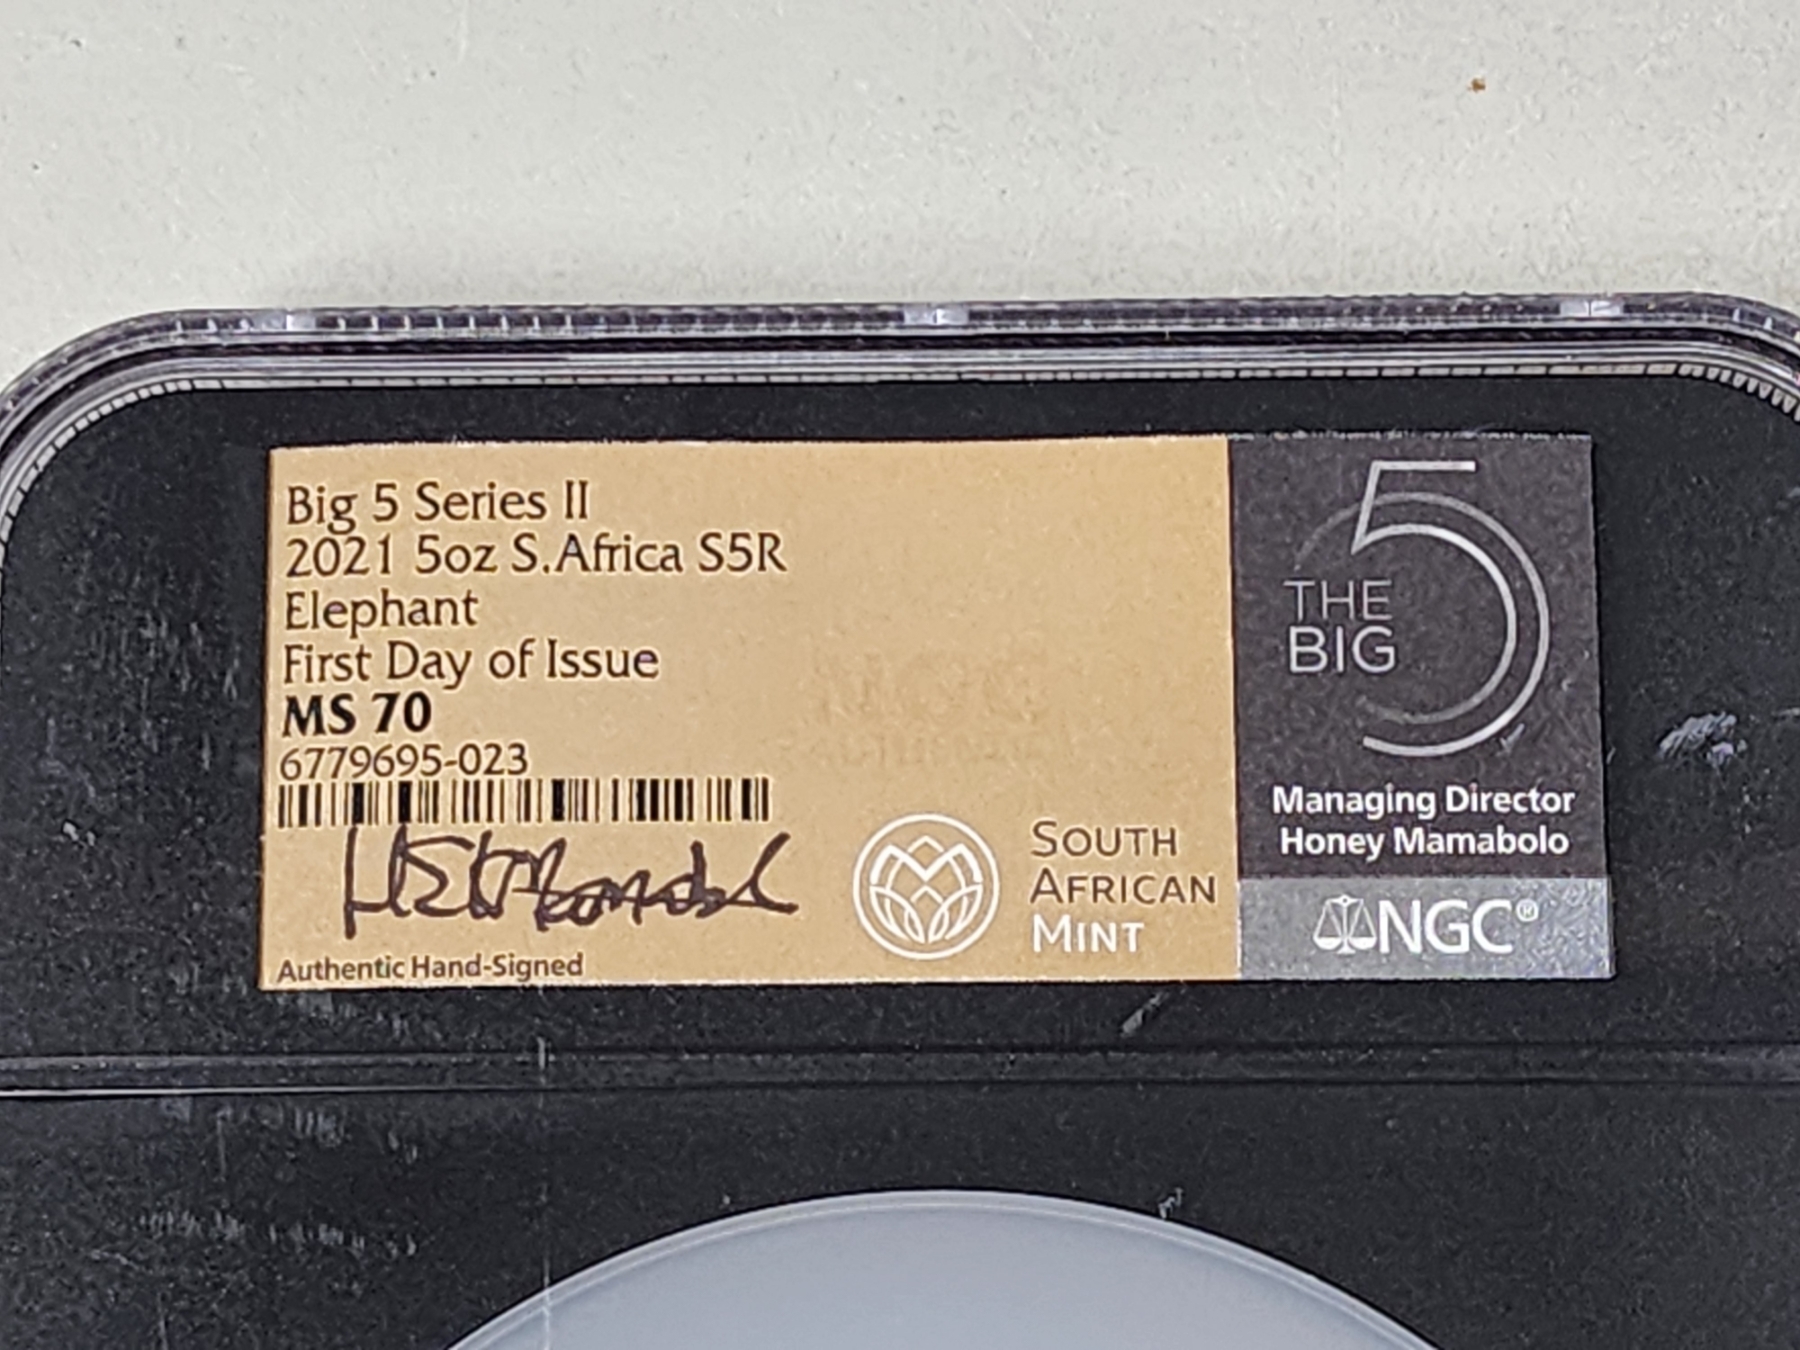 Big 5 Series II
2021 5oz S.Africa S5R
Elephant
First Day of Issue
MS 70
6779695-023
Authentic Hand-Signed
SOUTH
AFRICAN
MINT
THE
BIG 5
Managing Director
Honey Mamabolo
NGC®